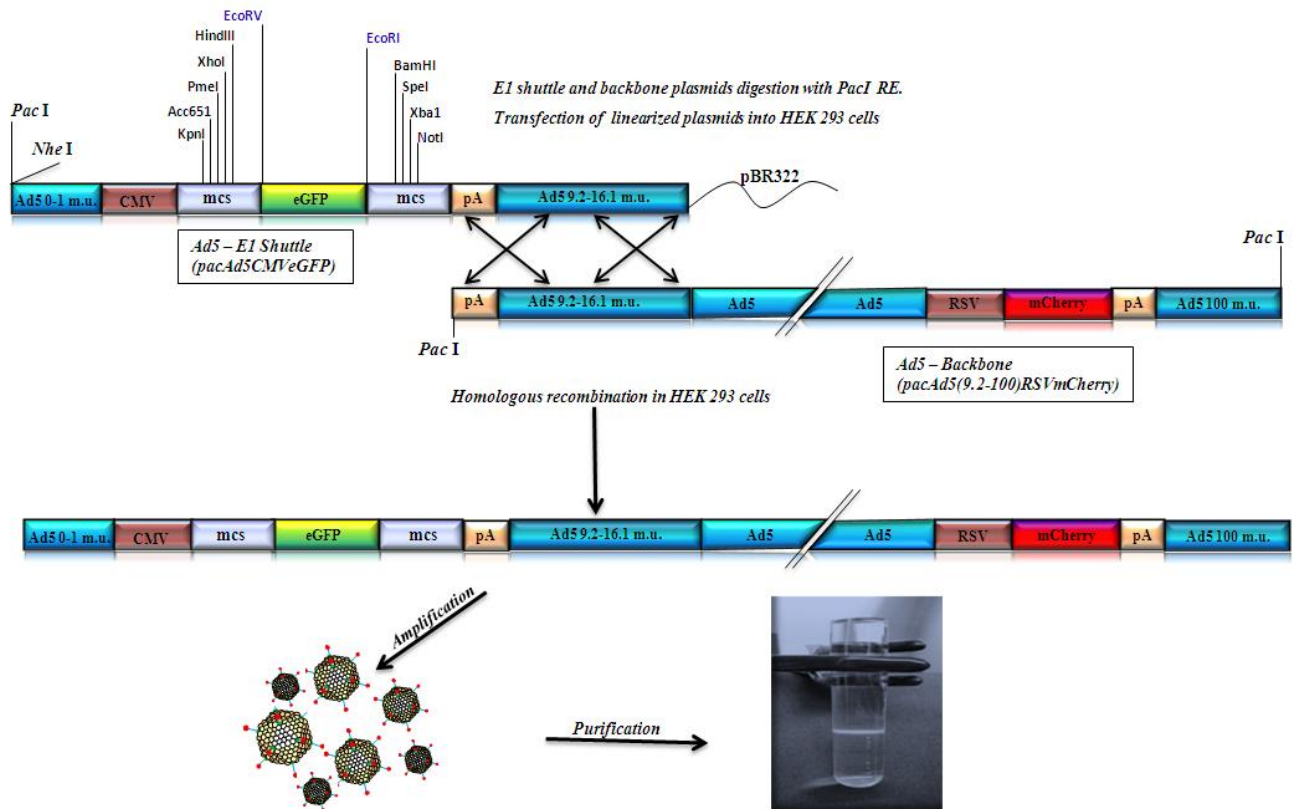 EcoRV
HindIII
EcoRI
XhoI
BamHI
PmeI
SpeI
Acc651
Xba1
KpnI
NotI
Pac I
Nhe I
E1 shuttle and backbone plasmids digestion with PacI RE.
Transfection of linearized plasmids into HEK 293 cells
pBR322
Ad5 0-1 m.u. CMV mcs eGFP mcs pA Ad5 9.2-16.1 m.u.
Ad5 – E1 Shuttle
(pacAd5CMVeGFP)
Pac I
pA Ad5 9.2-16.1 m.u. Ad5 Ad5 RSV mCherry pA Ad5 100 m.u.
Pac I
Ad5 – Backbone
(pacAd5(9.2-100)RSVmCherry)
Homologous recombination in HEK 293 cells
Ad5 0-1 m.u. CMV mcs eGFP mcs pA Ad5 9.2-16.1 m.u. Ad5 Ad5 RSV mCherry pA Ad5 100 m.u.
Amplification
Purification